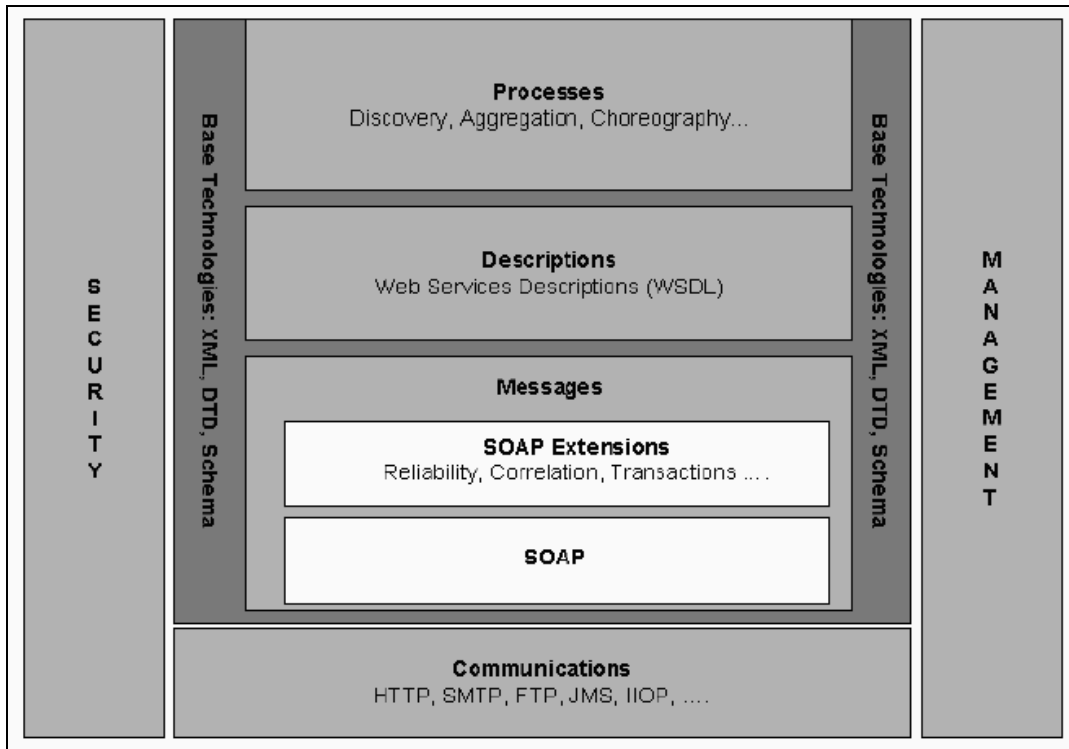 SECURITY
Base Technologies: XML, DTD, Schema
Processes
Discovery, Aggregation, Choreography...
Descriptions
Web Services Descriptions (WSDL)
Messages
SOAP Extensions
Reliability, Correlation, Transactions ....
SOAP
Base Technologies: XML, DTD, Schema
MANAGEMENT
Communications
HTTP, SMTP, FTP, JMS, IIOP, ....